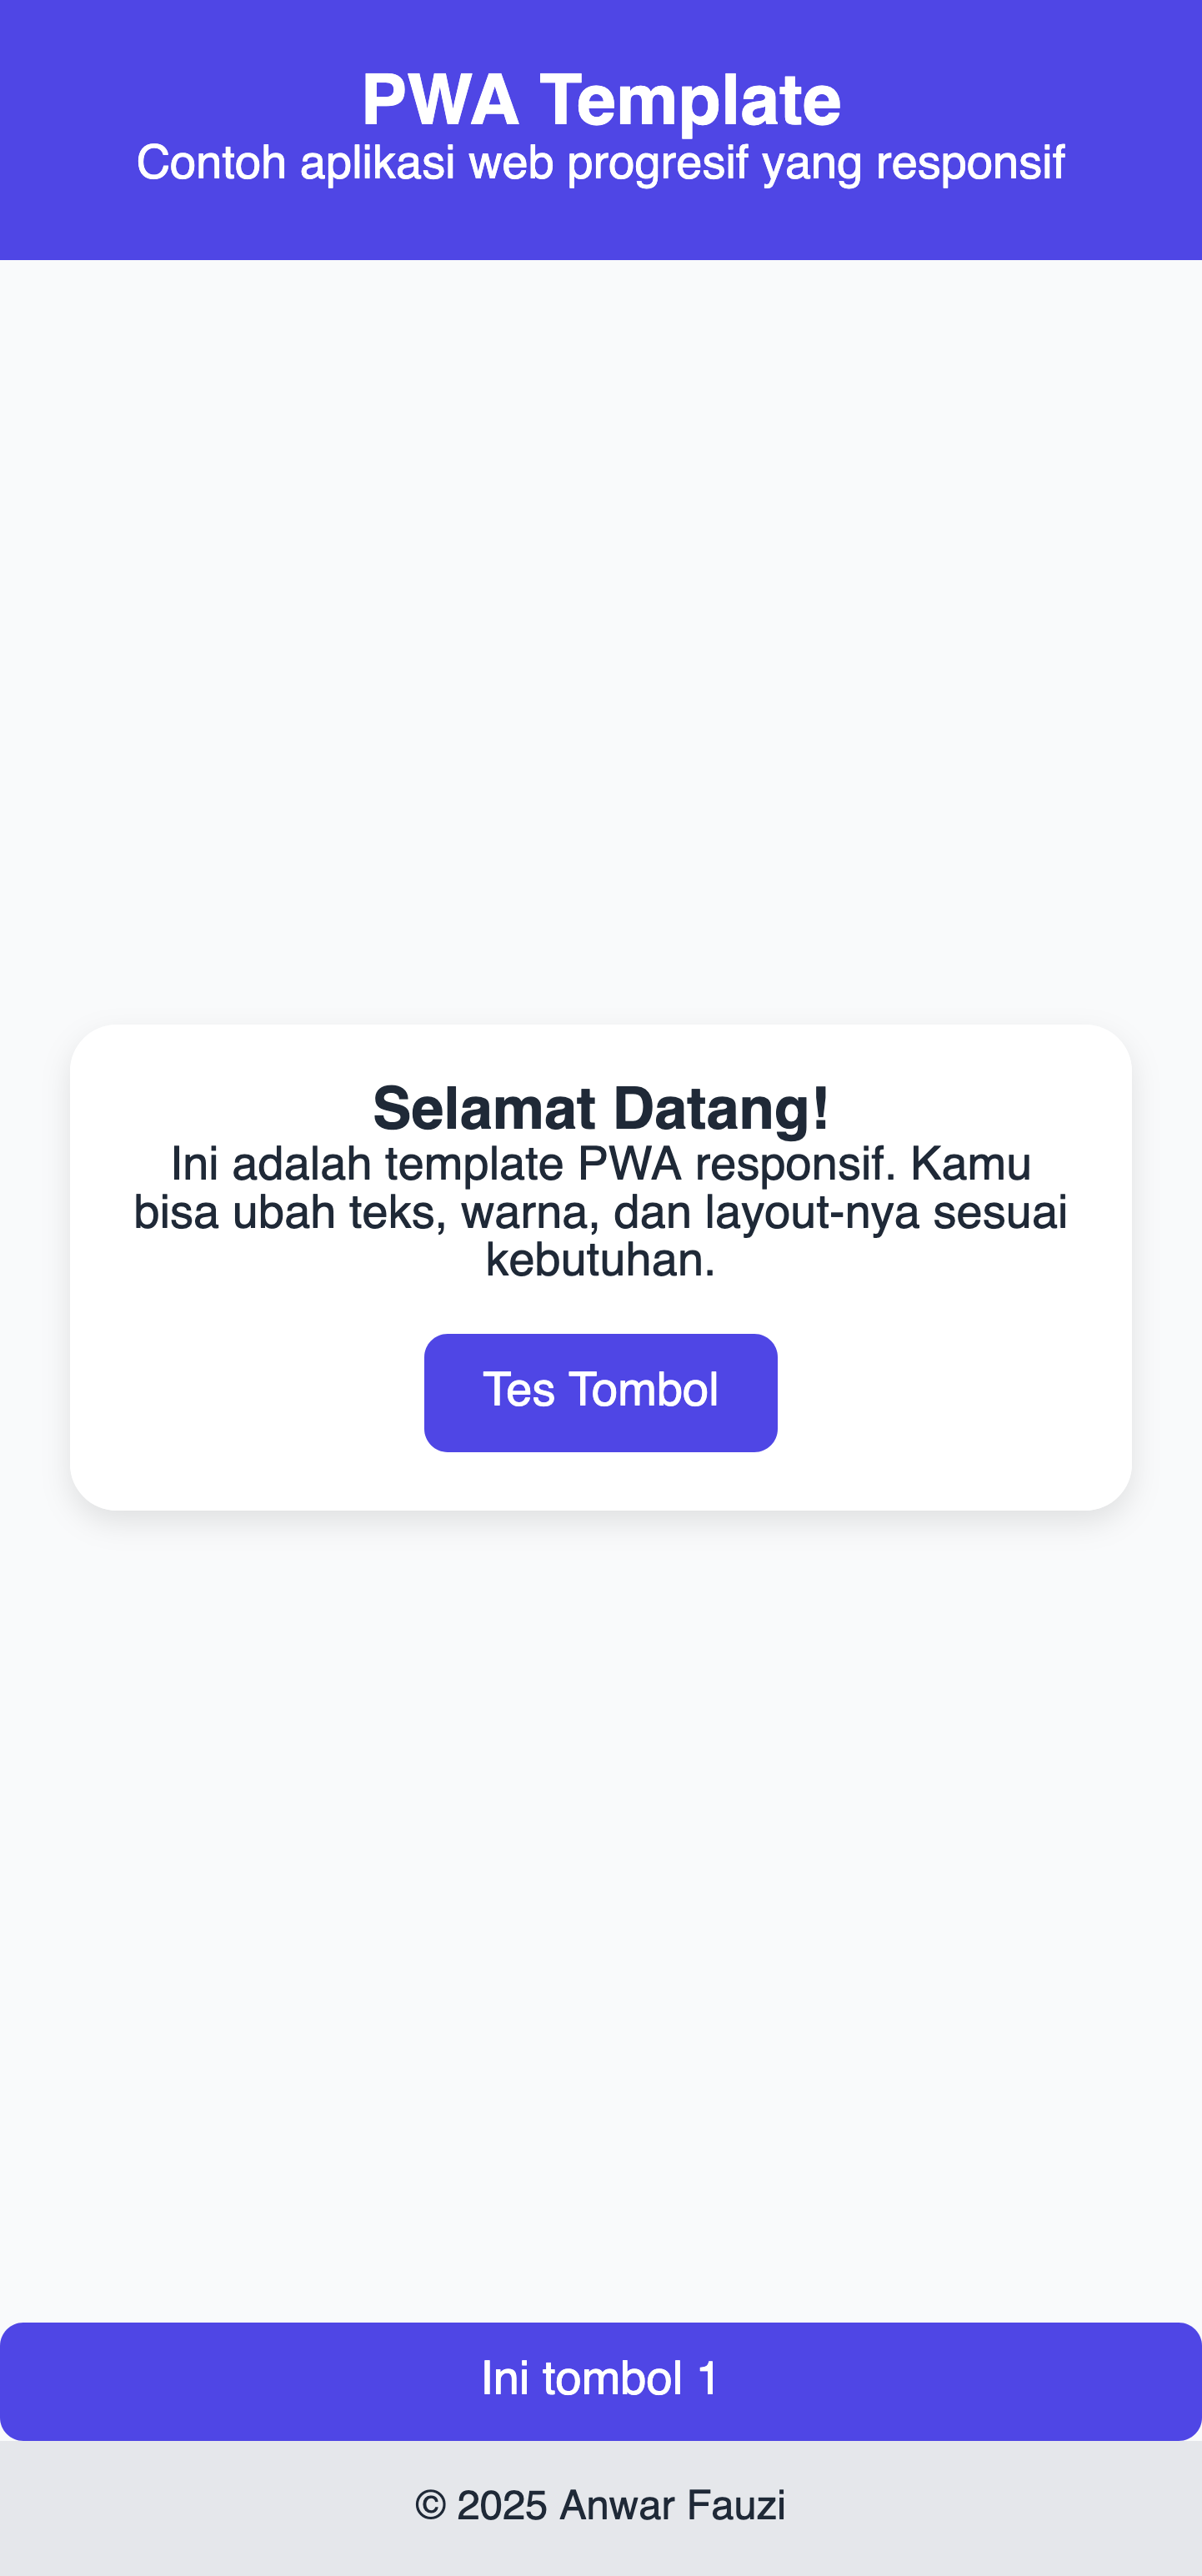 PWA Template
Contoh aplikasi web progresif yang responsif
Selamat Datang!
Ini adalah template PWA responsif. Kamu
bisa ubah teks, warna, dan layout-nya sesuai
kebutuhan.
Tes Tombol
Ini tombol 1
© 2025 Anwar Fauzi